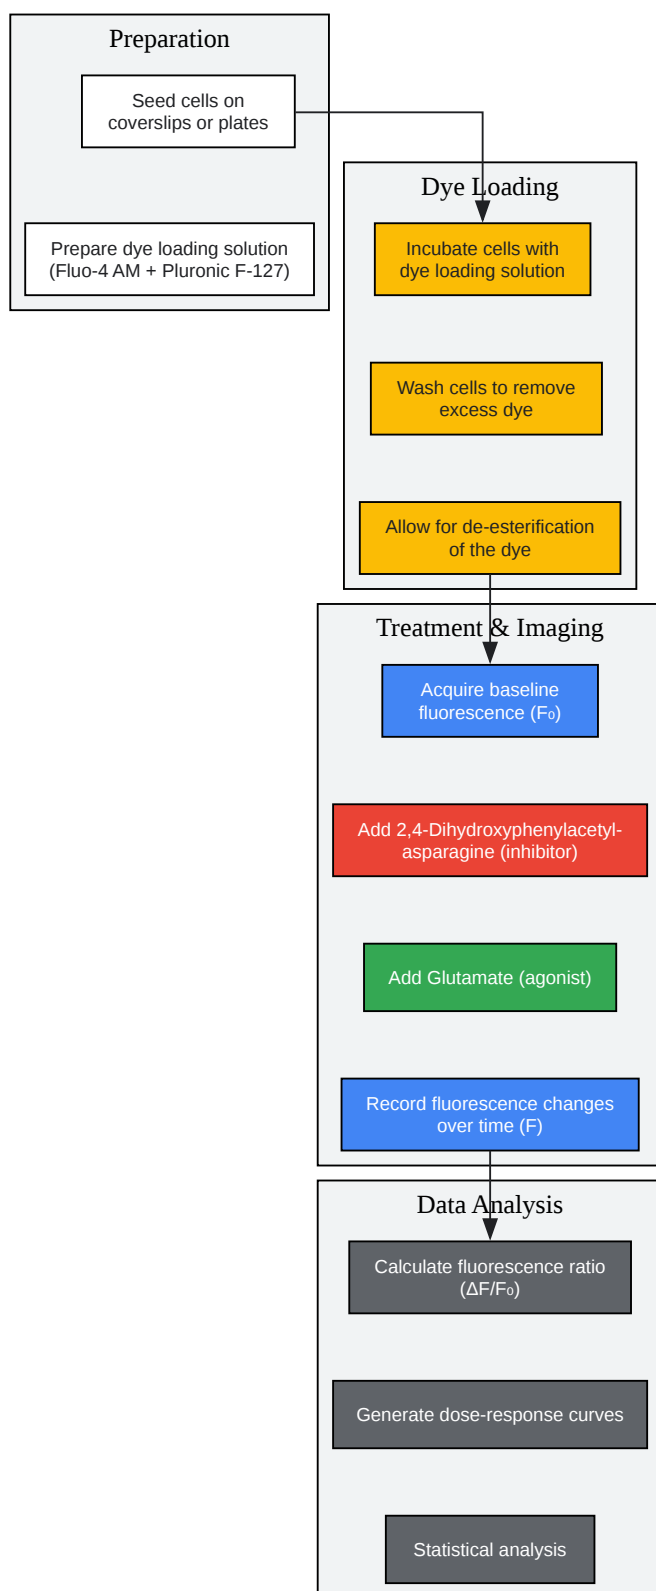 Preparation
Seed cells on
coverslips or plates
Prepare dye loading solution
(Fluo-4 AM + Pluronic F-127)
Dye Loading
Incubate cells with
dye loading solution
Wash cells to remove
excess dye
Allow for de-esterification
of the dye
Treatment & Imaging
Acquire baseline
fluorescence (F₀)
Add 2,4-Dihydroxyphenylacetyl-
asparagine (inhibitor)
Add Glutamate (agonist)
Record fluorescence changes
over time (F)
Data Analysis
Calculate fluorescence ratio
(ΔF/F₀)
Generate dose-response curves
Statistical analysis